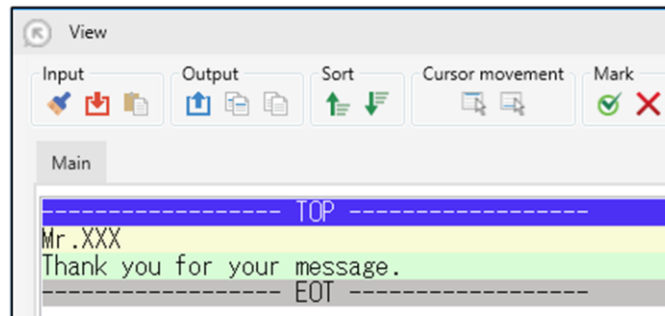 View
Input Output Sort Cursor movement Mark
Main
------------------ TOP ------------------
Mr.XXX
Thank you for your message.
------------------ EOT ------------------